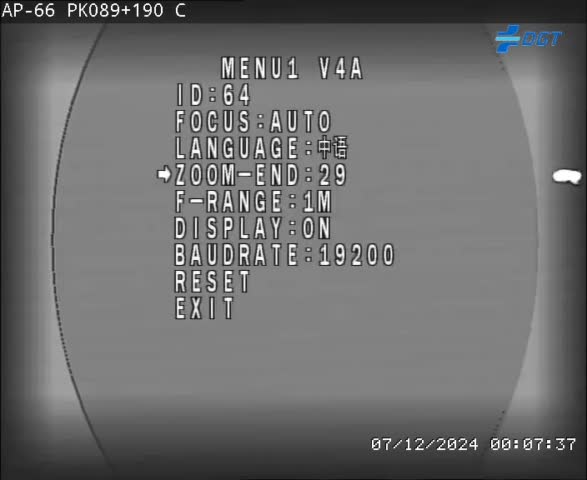 AP-66 PK089+190 C
DGT
MENU1 V4A
ID:64
FOCUS:AUTO
LANGUAGE:中语
ZOOM-END:29
F-RANGE:1M
DISPLAY:ON
BAUDRATE:19200
RESET
EXIT
07/12/2024 00:07:37